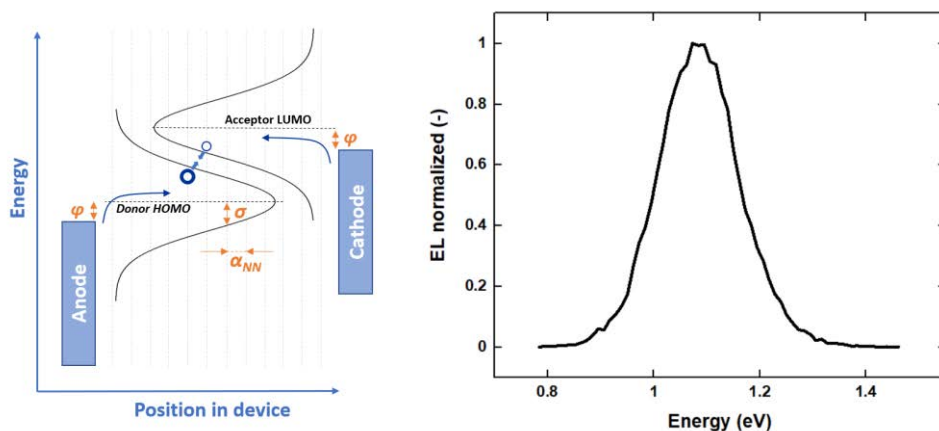 Energy
Acceptor LUMO
φ
φ
Donor HOMO
σ
α_NN
Anode
Cathode
Position in device
EL normalized (-)
1
0.8
0.6
0.4
0.2
0
0.8
1
1.2
1.4
Energy (eV)